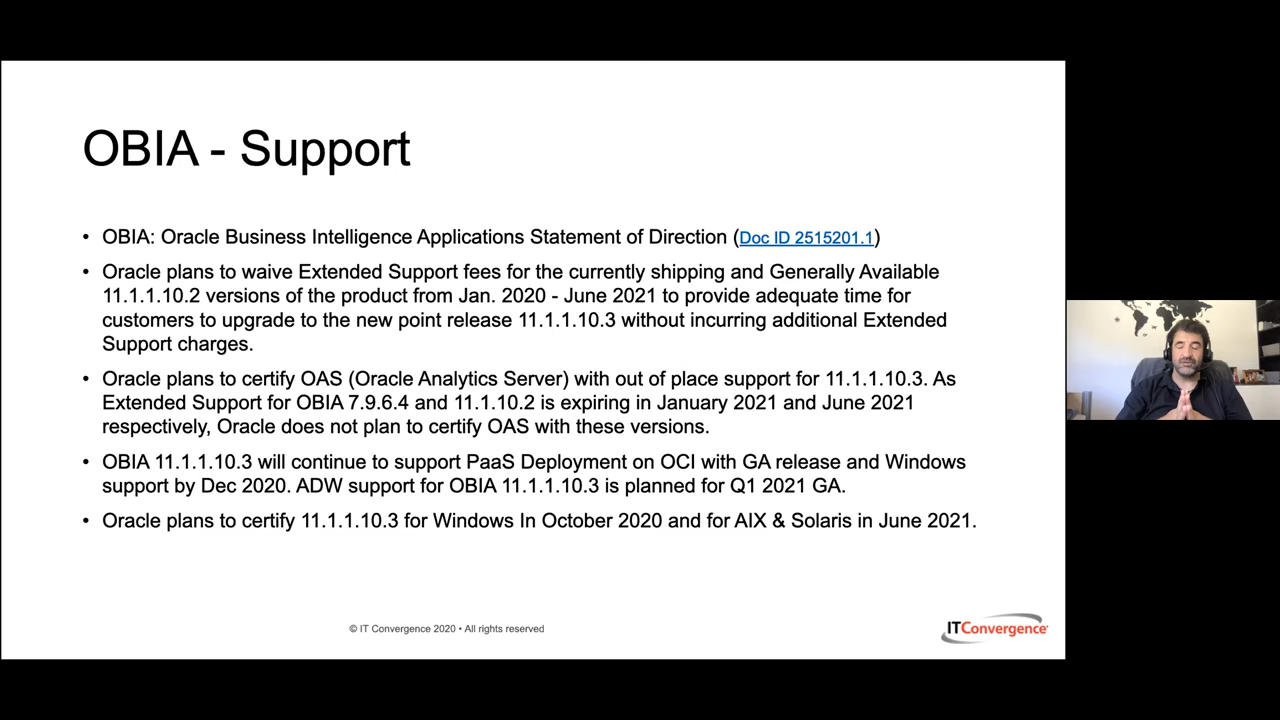 OBIA - Support
• OBIA: Oracle Business Intelligence Applications Statement of Direction (Doc ID 2515201.1)
• Oracle plans to waive Extended Support fees for the currently shipping and Generally Available
11.1.1.10.2 versions of the product from Jan. 2020 - June 2021 to provide adequate time for
customers to upgrade to the new point release 11.1.1.10.3 without incurring additional Extended
Support charges.
• Oracle plans to certify OAS (Oracle Analytics Server) with out of place support for 11.1.1.10.3. As
Extended Support for OBIA 7.9.6.4 and 11.1.10.2 is expiring in January 2021 and June 2021
respectively, Oracle does not plan to certify OAS with these versions.
• OBIA 11.1.1.10.3 will continue to support PaaS Deployment on OCI with GA release and Windows
support by Dec 2020. ADW support for OBIA 11.1.1.10.3 is planned for Q1 2021 GA.
• Oracle plans to certify 11.1.1.10.3 for Windows In October 2020 and for AIX & Solaris in June 2021.
© IT Convergence 2020 • All rights reserved
ITConvergence